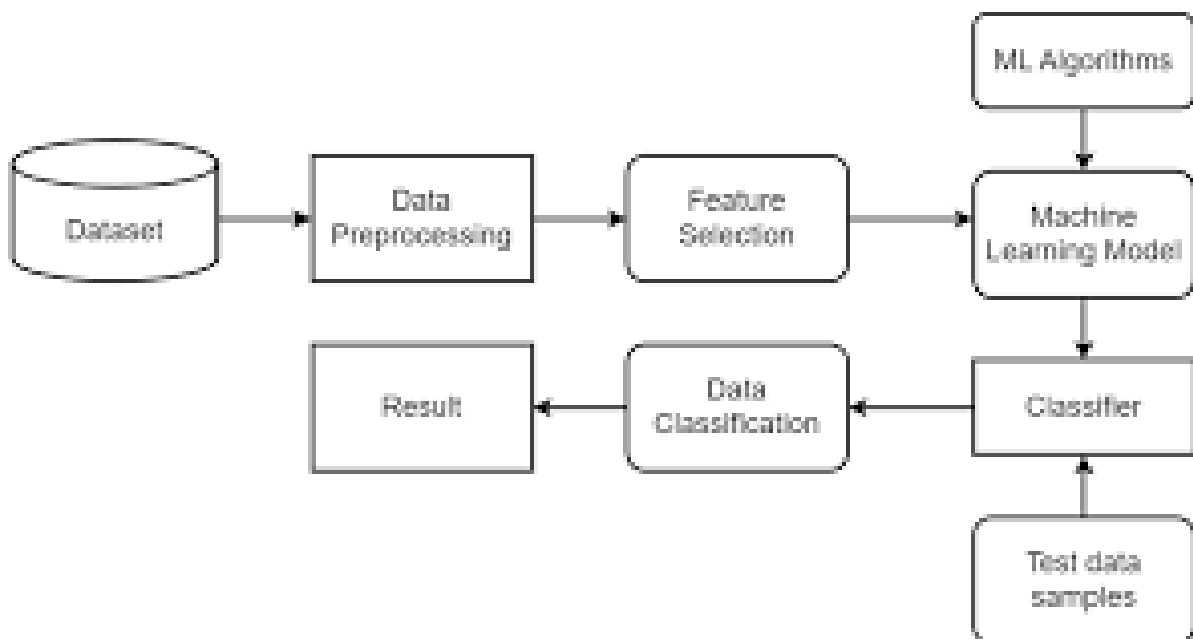 ML Algorithms
Dataset
Data
Preprocessing
Feature
Selection
Machine
Learning Model
Result
Data
Classification
Classifier
Test data
samples